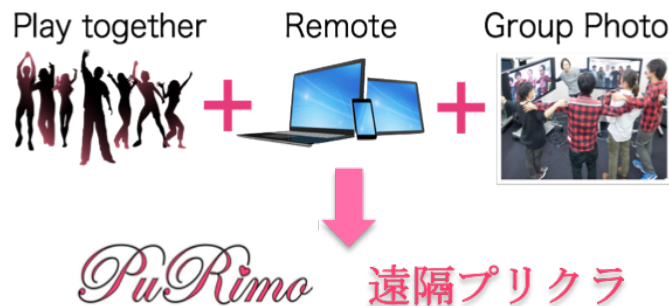 Play together
Remote
Group Photo
PuRimo
遠隔プリクラ